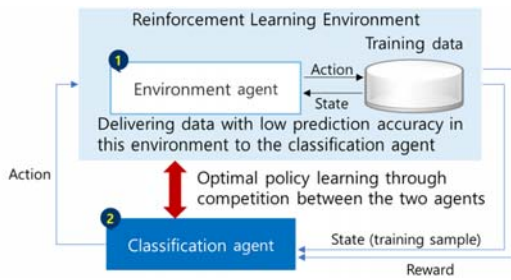 Reinforcement Learning Environment
Training data
1
Action
Environment agent
State
Delivering data with low prediction accuracy in
this environment to the classification agent
Action
Optimal policy learning through
competition between the two agents
2
Classification agent
State (training sample)
Reward